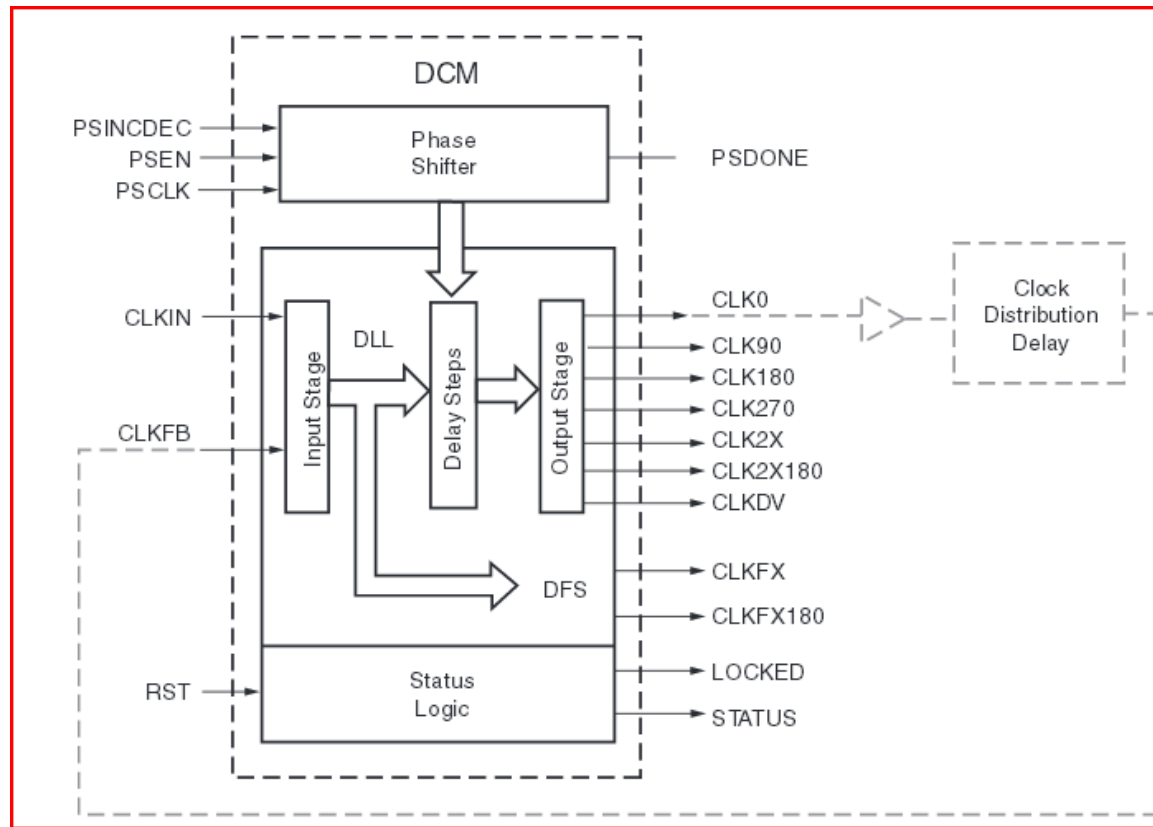 DCM
PSINCDEC
PSEN
PSCLK
Phase
Shifter
PSDONE
CLKIN
CLKFB
Input Stage
DLL
Delay Steps
Output Stage
CLK0
CLK90
CLK180
CLK270
CLK2X
CLK2X180
CLKDV
Clock
Distribution
Delay
DFS
CLKFX
CLKFX180
RST
Status
Logic
LOCKED
STATUS